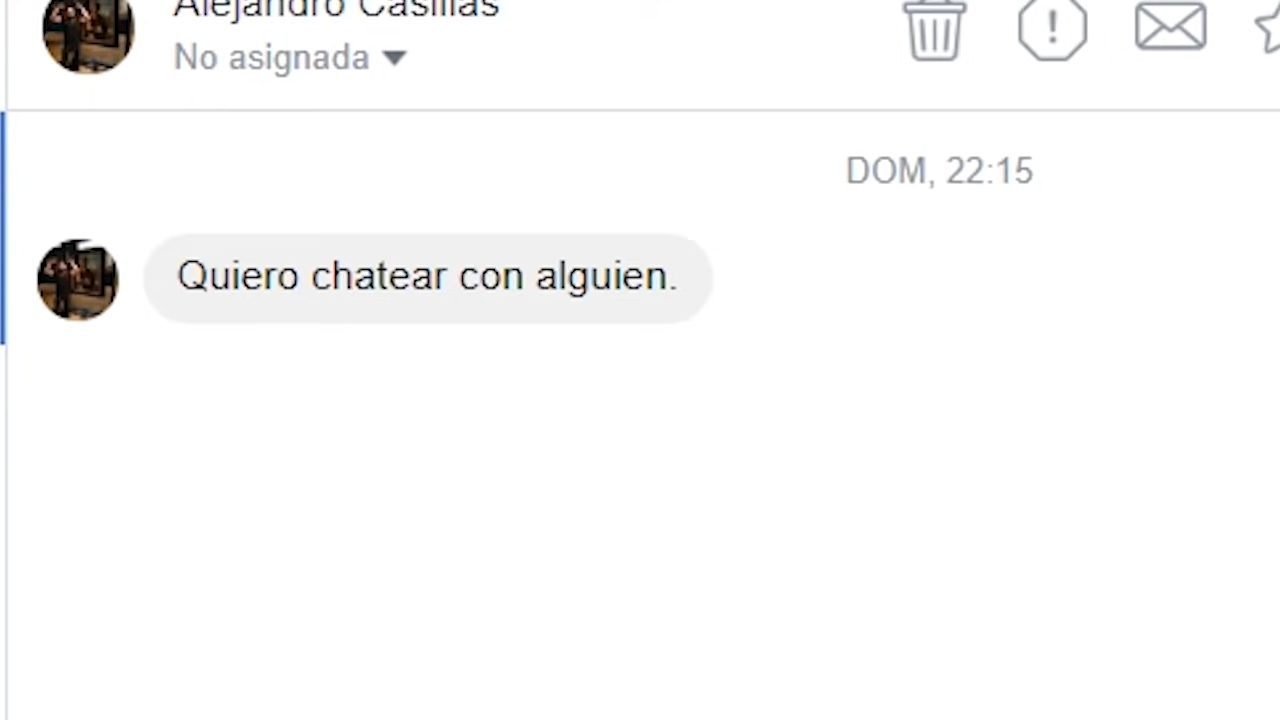 Alejandro Casillas
No asignada
DOM, 22:15
Quiero chatear con alguien.